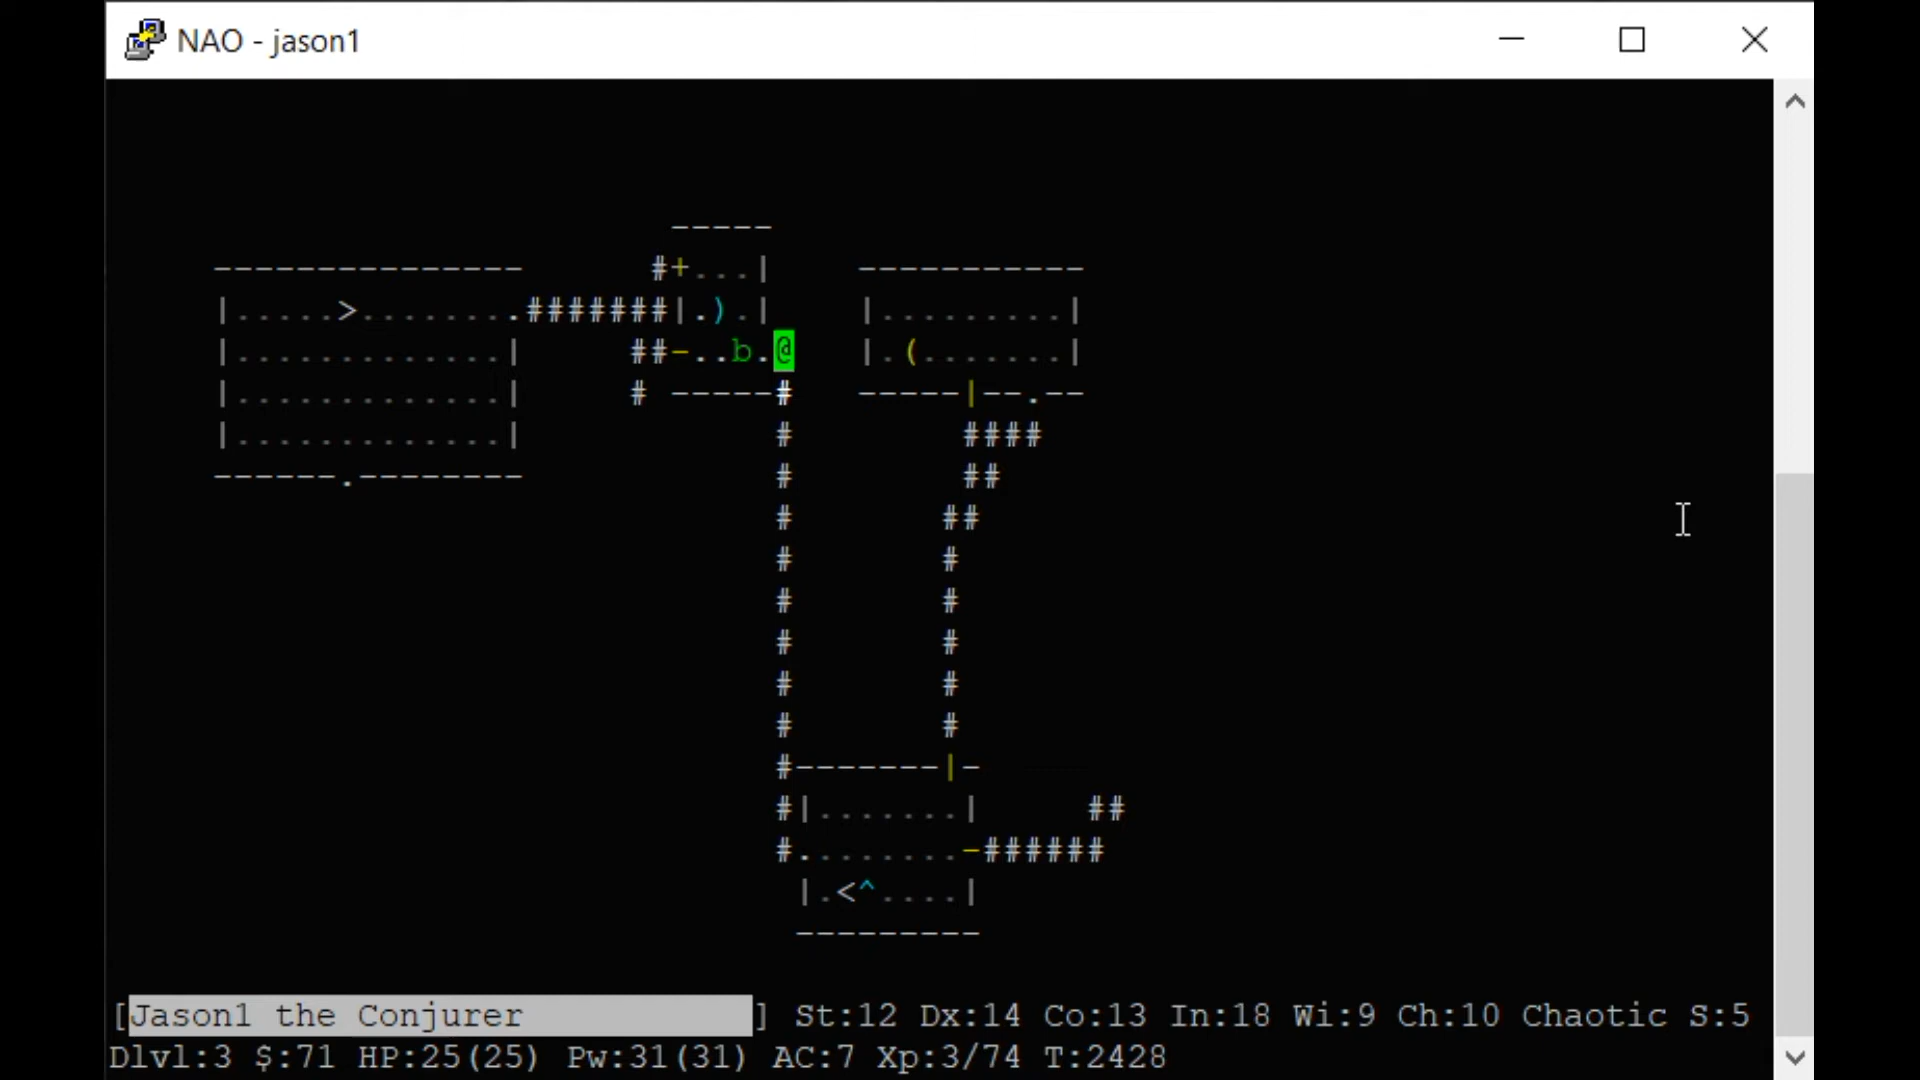 NAO - jason1
                           -----
     ---------------      #+...|    -----------
     |.....>........#######|.).|    |.........|
     |.............|     ##-..b.@   |.(.......|
     |.............|     # -----#   -----|--.--
     |.............|            #        ####
     ------.--------            #        ##
                                #       ##
                                #       #
                                #       #
                                #       #
                                #       #
                                #       #
                                #-------|-
                                #|.......|     ##
                                #........-######
                                 |.<^....|
                                 ---------
[Jason1 the Conjurer           ] St:12 Dx:14 Co:13 In:18 Wi:9 Ch:10 Chaotic S:5
Dlvl:3 $:71 HP:25(25) Pw:31(31) AC:7 Xp:3/74 T:2428